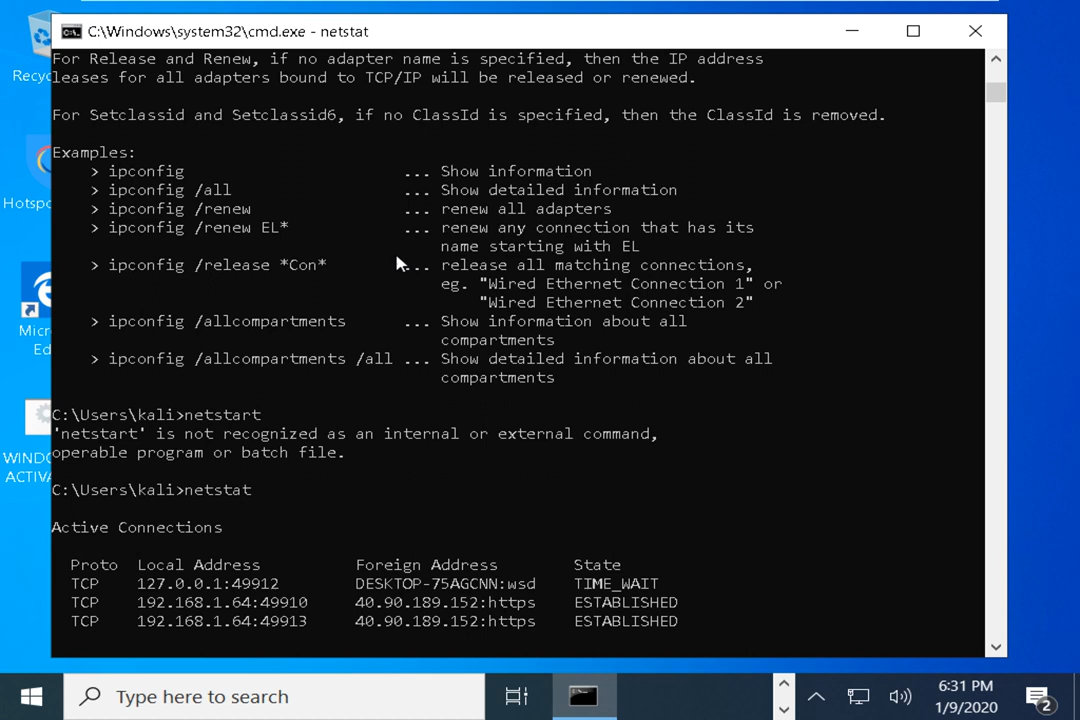 C:\Windows\system32\cmd.exe - netstat
For Release and Renew, if no adapter name is specified, then the IP address
leases for all adapters bound to TCP/IP will be released or renewed.
For Setclassid and Setclassid6, if no ClassId is specified, then the ClassId is removed.
Examples:
> ipconfig ... Show information
> ipconfig /all ... Show detailed information
> ipconfig /renew ... renew all adapters
> ipconfig /renew EL* ... renew any connection that has its
name starting with EL
> ipconfig /release *Con* ... release all matching connections,
eg. "Wired Ethernet Connection 1" or
"Wired Ethernet Connection 2"
> ipconfig /allcompartments ... Show information about all
compartments
> ipconfig /allcompartments /all ... Show detailed information about all
compartments
C:\Users\kali>netstart
'netstart' is not recognized as an internal or external command,
operable program or batch file.
C:\Users\kali>netstat
Active Connections
Proto Local Address Foreign Address State
TCP 127.0.0.1:49912 DESKTOP-75AGCNN:wsd TIME_WAIT
TCP 192.168.1.64:49910 40.90.189.152:https ESTABLISHED
TCP 192.168.1.64:49913 40.90.189.152:https ESTABLISHED
Recyc
Hotspo
Micr
Ed
WINDO
ACTIVA
Type here to search
6:31 PM
1/9/2020
2